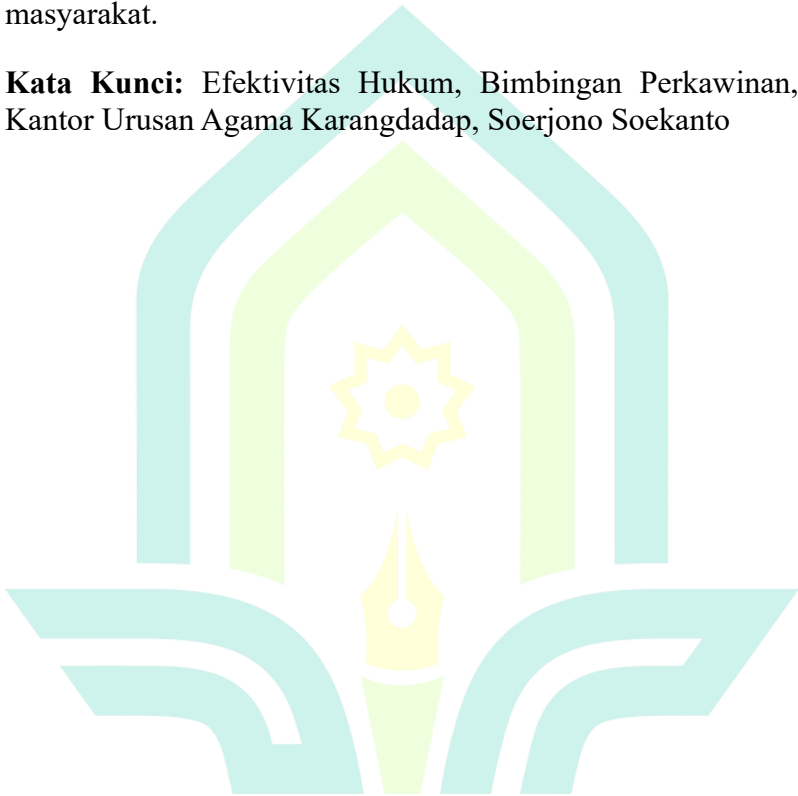 masyarakat.
Kata Kunci: Efektivitas Hukum, Bimbingan Perkawinan,
Kantor Urusan Agama Karangdadap, Soerjono Soekanto